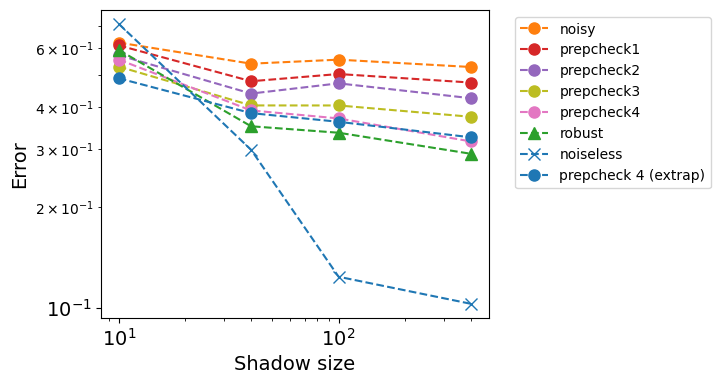 6 × 10⁻¹
4 × 10⁻¹
3 × 10⁻¹
2 × 10⁻¹
10⁻¹
Error
10¹
10²
Shadow size
noisy
prepcheck1
prepcheck2
prepcheck3
prepcheck4
robust
noiseless
prepcheck 4 (extrap)